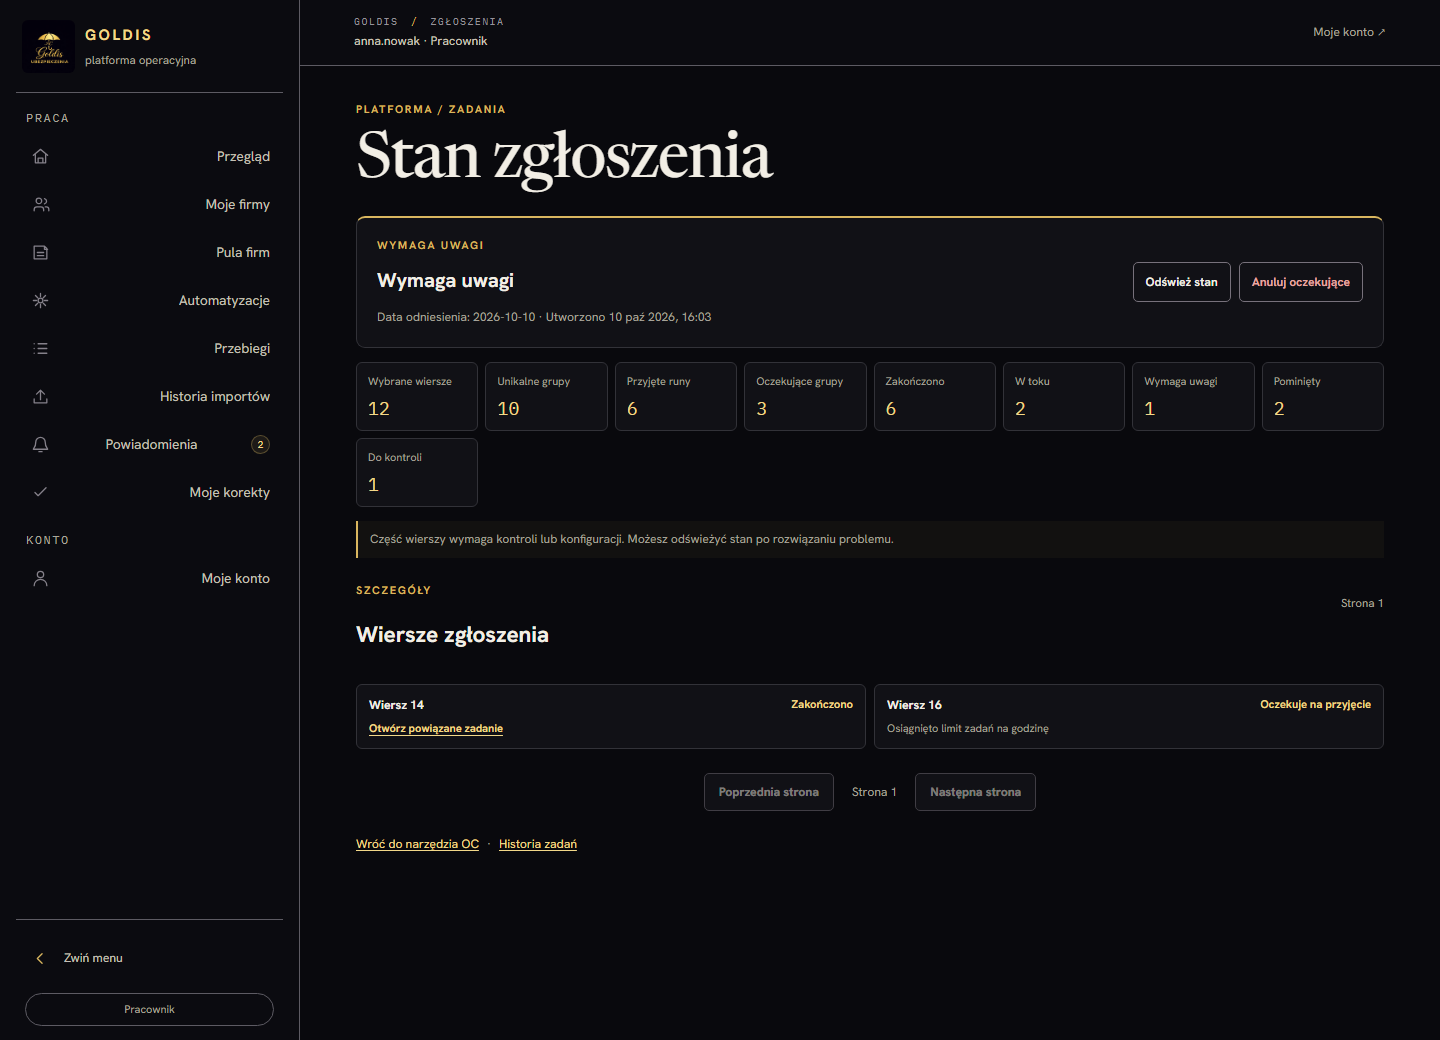 Goldis
UBEZPIECZENIA
GOLDIS
platforma operacyjna
PRACA
Przegląd
Moje firmy
Pula firm
Automatyzacje
Przebiegi
Historia importów
Powiadomienia 2
Moje korekty
KONTO
Moje konto
Zwiń menu
Pracownik
GOLDIS / ZGŁOSZENIA
anna.nowak · Pracownik
Moje konto ↗
PLATFORMA / ZADANIA
Stan zgłoszenia
WYMAGA UWAGI
Wymaga uwagi
Data odniesienia: 2026-10-10 · Utworzono 10 paź 2026, 16:03
Odśwież stan
Anuluj oczekujące
Wybrane wiersze
12
Unikalne grupy
10
Przyjęte runy
6
Oczekujące grupy
3
Zakończono
6
W toku
2
Wymaga uwagi
1
Pominięty
2
Do kontroli
1
Część wierszy wymaga kontroli lub konfiguracji. Możesz odświeżyć stan po rozwiązaniu problemu.
SZCZEGÓŁY
Wiersze zgłoszenia
Strona 1
Wiersz 14
Zakończono
Otwórz powiązane zadanie
Wiersz 16
Oczekuje na przyjęcie
Osiągnięto limit zadań na godzinę
Poprzednia strona
Strona 1
Następna strona
Wróć do narzędzia OC · Historia zadań